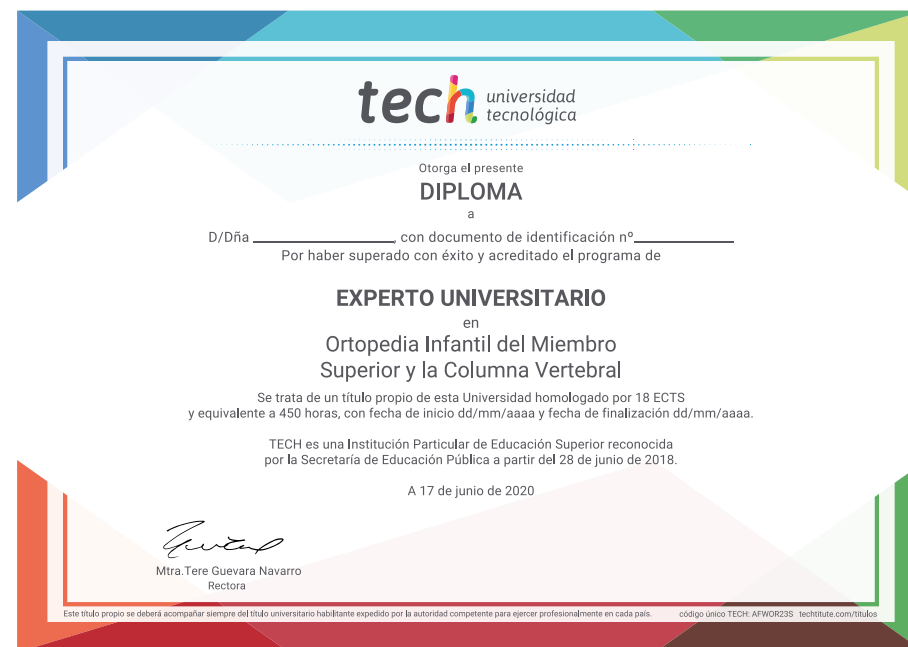 tech universidad
tecnológica
Otorga el presente
DIPLOMA
a
D/Dña ____________, con documento de identificación nº____________
Por haber superado con éxito y acreditado el programa de
EXPERTO UNIVERSITARIO
en
Ortopedia Infantil del Miembro
Superior y la Columna Vertebral
Se trata de un título propio de esta Universidad homologado por 18 ECTS
y equivalente a 450 horas, con fecha de inicio dd/mm/aaaa y fecha de finalización dd/mm/aaaa.
TECH es una Institución Particular de Educación Superior reconocida
por la Secretaría de Educación Pública a partir del 28 de junio de 2018.
A 17 de junio de 2020
Mtra.Tere Guevara Navarro
Rectora
Este título propio se deberá acompañar siempre del título universitario habilitante expedido por la autoridad competente para ejercer profesionalmente en cada país. código único TECH: AFWOR23S techtitute.com/títulos